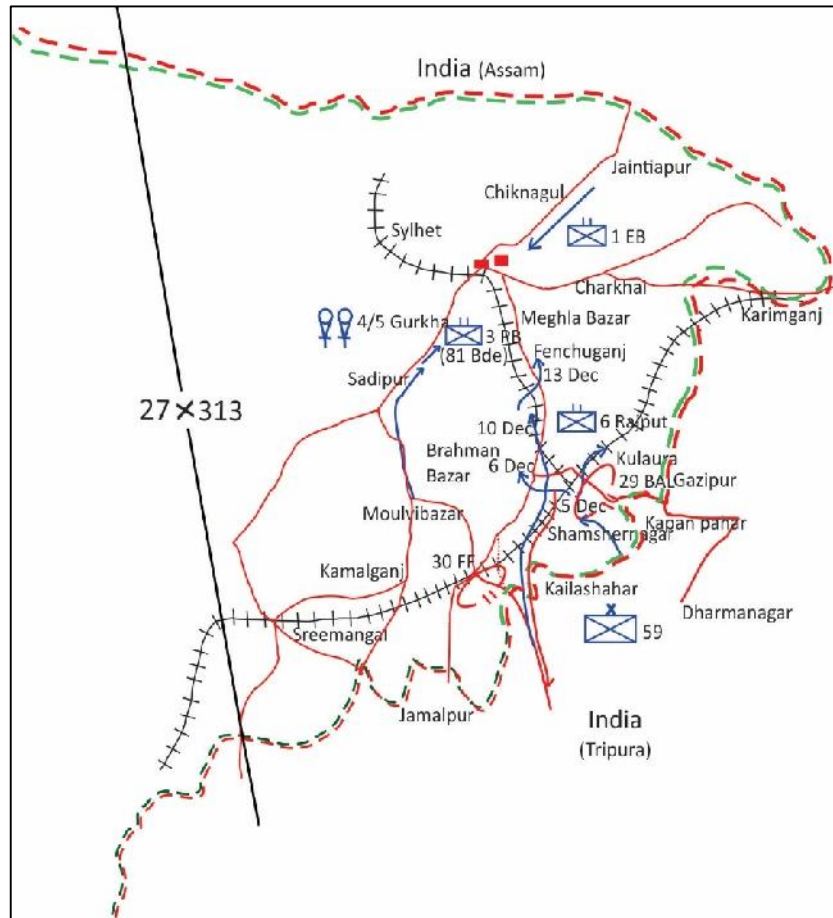 India (Assam)
Jaintiapur
Chiknagul
Sylhet
1 EB
Charkhai
Karimganj
Meghla Bazar
4/5 Gurkha
3 PB
(81 Bde)
Fenchuganj
13 Dec
Sadipur
27×313
10 Dec
6 Rajput
Brahman
Bazar
6 Dec
Kulaura
29 BAL
Gazipur
5 Dec
Moulvibazar
Shamshernagar
Kapan pahar
30 FF
Kamalganj
Kailashahar
Dharmanagar
Sreemangal
59
Jamalpur
India
(Tripura)